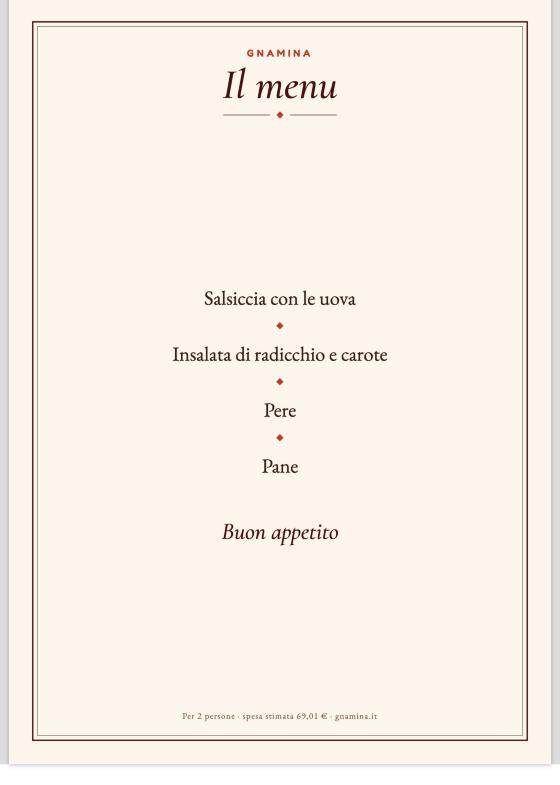 GNAMINA
Il menu
Salsiccia con le uova
Insalata di radicchio e carote
Pere
Pane
Buon appetito
Per 2 persone · spesa stimata 69,01 € · gnamina.it